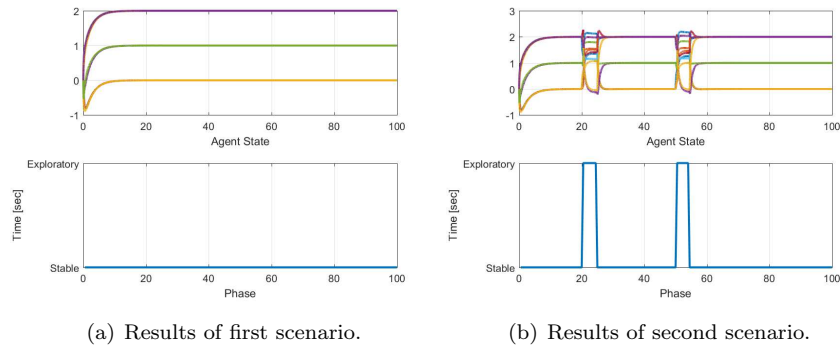 2
1
0
-1
0 20 40 60 80 100
Agent State
Exploratory
Time [sec]
Stable
0 20 40 60 80 100
Phase
(a) Results of first scenario.
3
2
1
0
-1
0 20 40 60 80 100
Agent State
Exploratory
Time [sec]
Stable
0 20 40 60 80 100
Phase
(b) Results of second scenario.